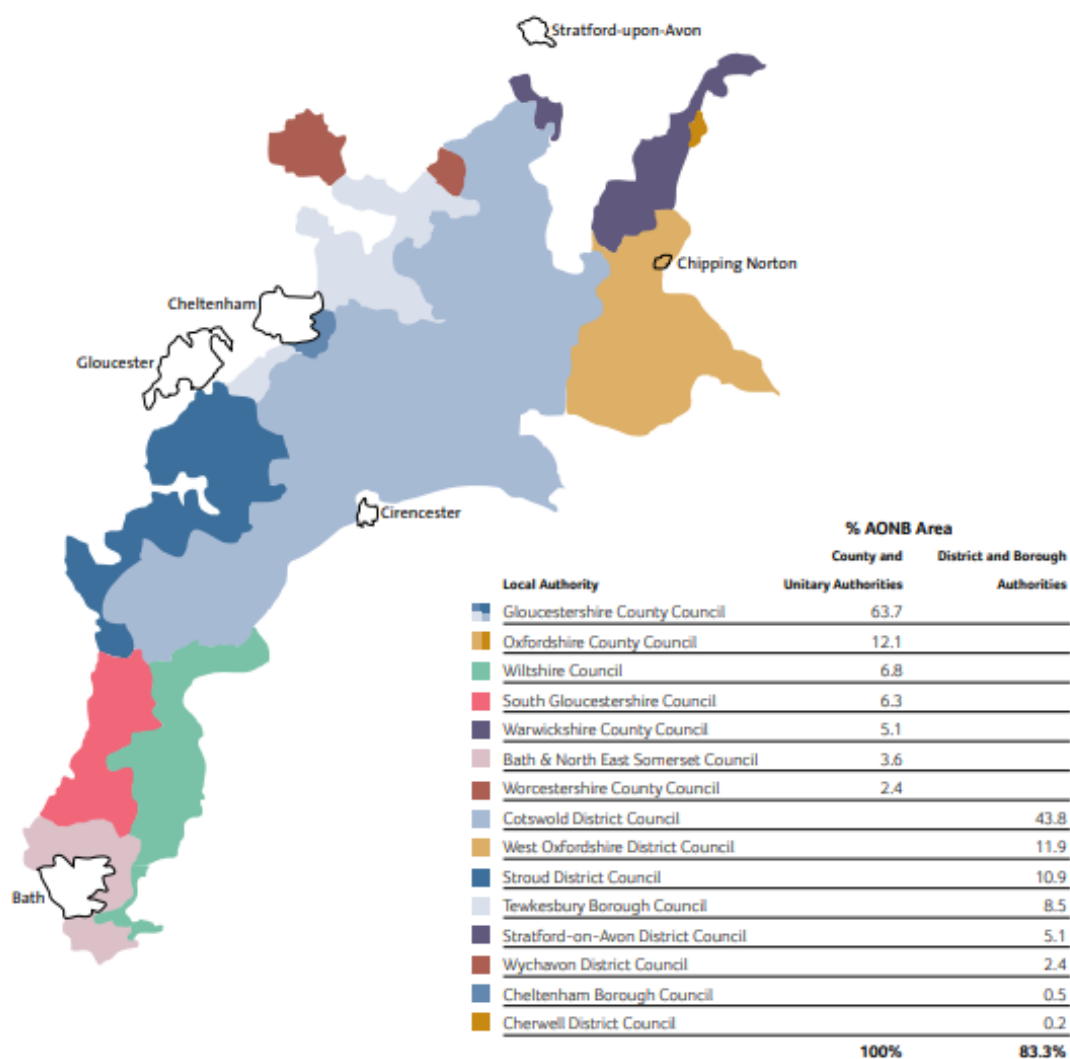 Stratford-upon-Avon
Chipping Norton
Cheltenham
Gloucester
Cirencester
Bath
% AONB Area
County and District and Borough
Local Authority Unitary Authorities Authorities
Gloucestershire County Council 63.7
Oxfordshire County Council 12.1
Wiltshire Council 6.8
South Gloucestershire Council 6.3
Warwickshire County Council 5.1
Bath & North East Somerset Council 3.6
Worcestershire County Council 2.4
Cotswold District Council 43.8
West Oxfordshire District Council 11.9
Stroud District Council 10.9
Tewkesbury Borough Council 8.5
Stratford-on-Avon District Council 5.1
Wychavon District Council 2.4
Cheltenham Borough Council 0.5
Cherwell District Council 0.2
100% 83.3%